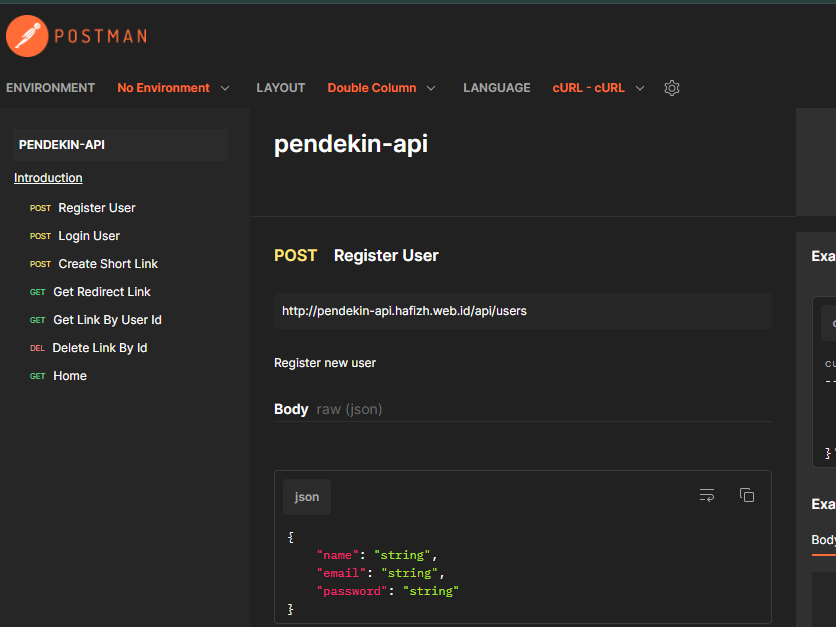 POSTMAN
ENVIRONMENT No Environment LAYOUT Double Column LANGUAGE cURL - cURL
PENDEKIN-API
Introduction
POST Register User
POST Login User
POST Create Short Link
GET Get Redirect Link
GET Get Link By User Id
DEL Delete Link By Id
GET Home
pendekin-api
POST Register User
http://pendekin-api.hafizh.web.id/api/users
Register new user
Body raw (json)
json
{
"name": "string",
"email": "string",
"password": "string"
}
Exa
--
}'
Exa
Body